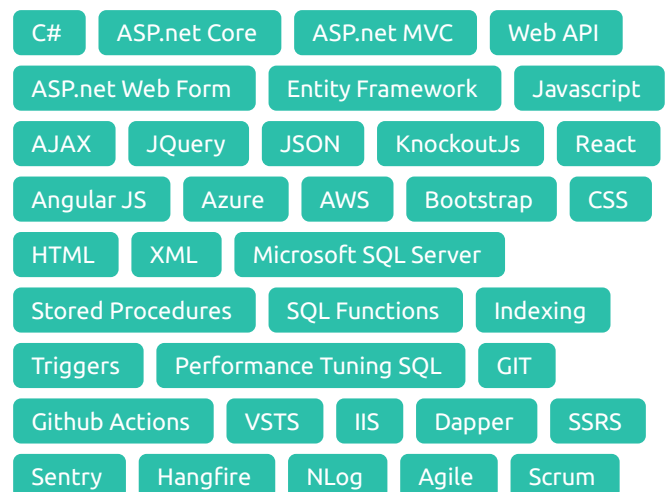 C# ASP.net Core ASP.net MVC Web API
ASP.net Web Form Entity Framework Javascript
AJAX JQuery JSON KnockoutJs React
Angular JS Azure AWS Bootstrap CSS
HTML XML Microsoft SQL Server
Stored Procedures SQL Functions Indexing
Triggers Performance Tuning SQL GIT
Github Actions VSTS IIS Dapper SSRS
Sentry Hangfire NLog Agile Scrum